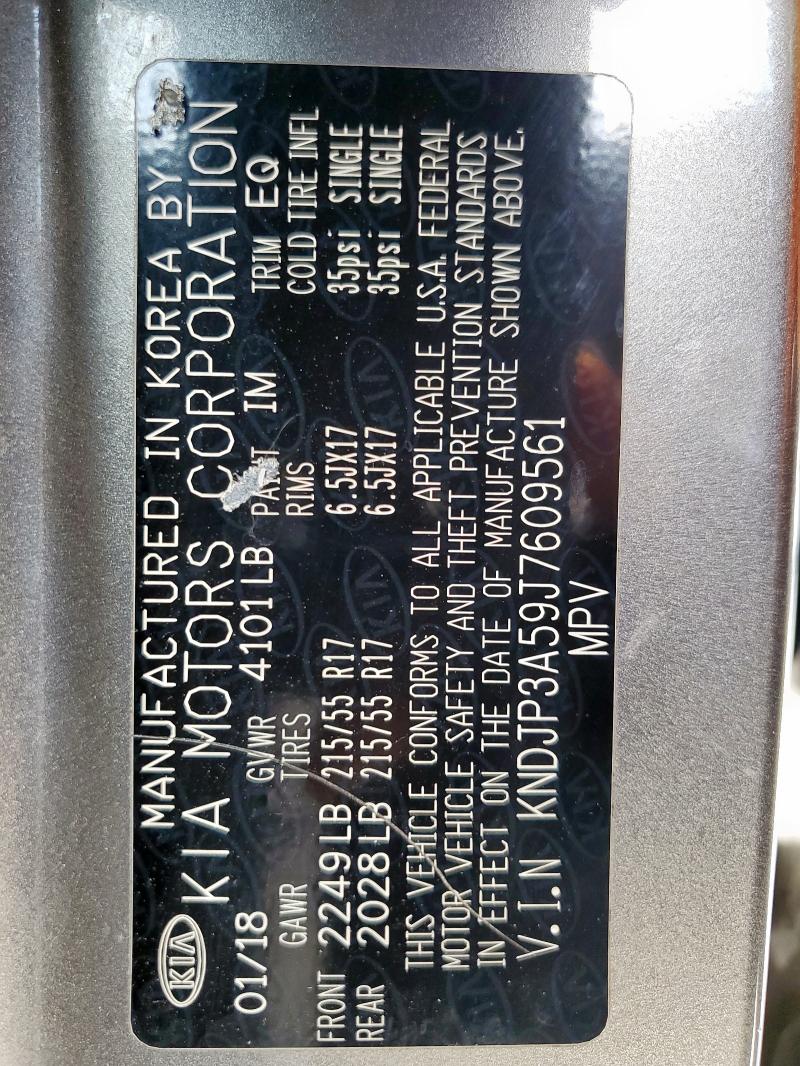 KIA
MANUFACTURED IN KOREA BY
KIA MOTORS CORPORATION
01/18 GVWR 4101LB PAINT IM TRIM EQ
GAWR TIRES RIMS COLD TIRE INFL
FRONT 2249LB 215/55 R17 6.5JX17 35psi SINGLE
REAR 2028LB 215/55 R17 6.5JX17 35psi SINGLE
THIS VEHICLE CONFORMS TO ALL APPLICABLE U.S.A. FEDERAL
MOTOR VEHICLE SAFETY AND THEFT PREVENTION STANDARDS
IN EFFECT ON THE DATE OF MANUFACTURE SHOWN ABOVE.
V.I.N KNDJP3A59J7609561
MPV